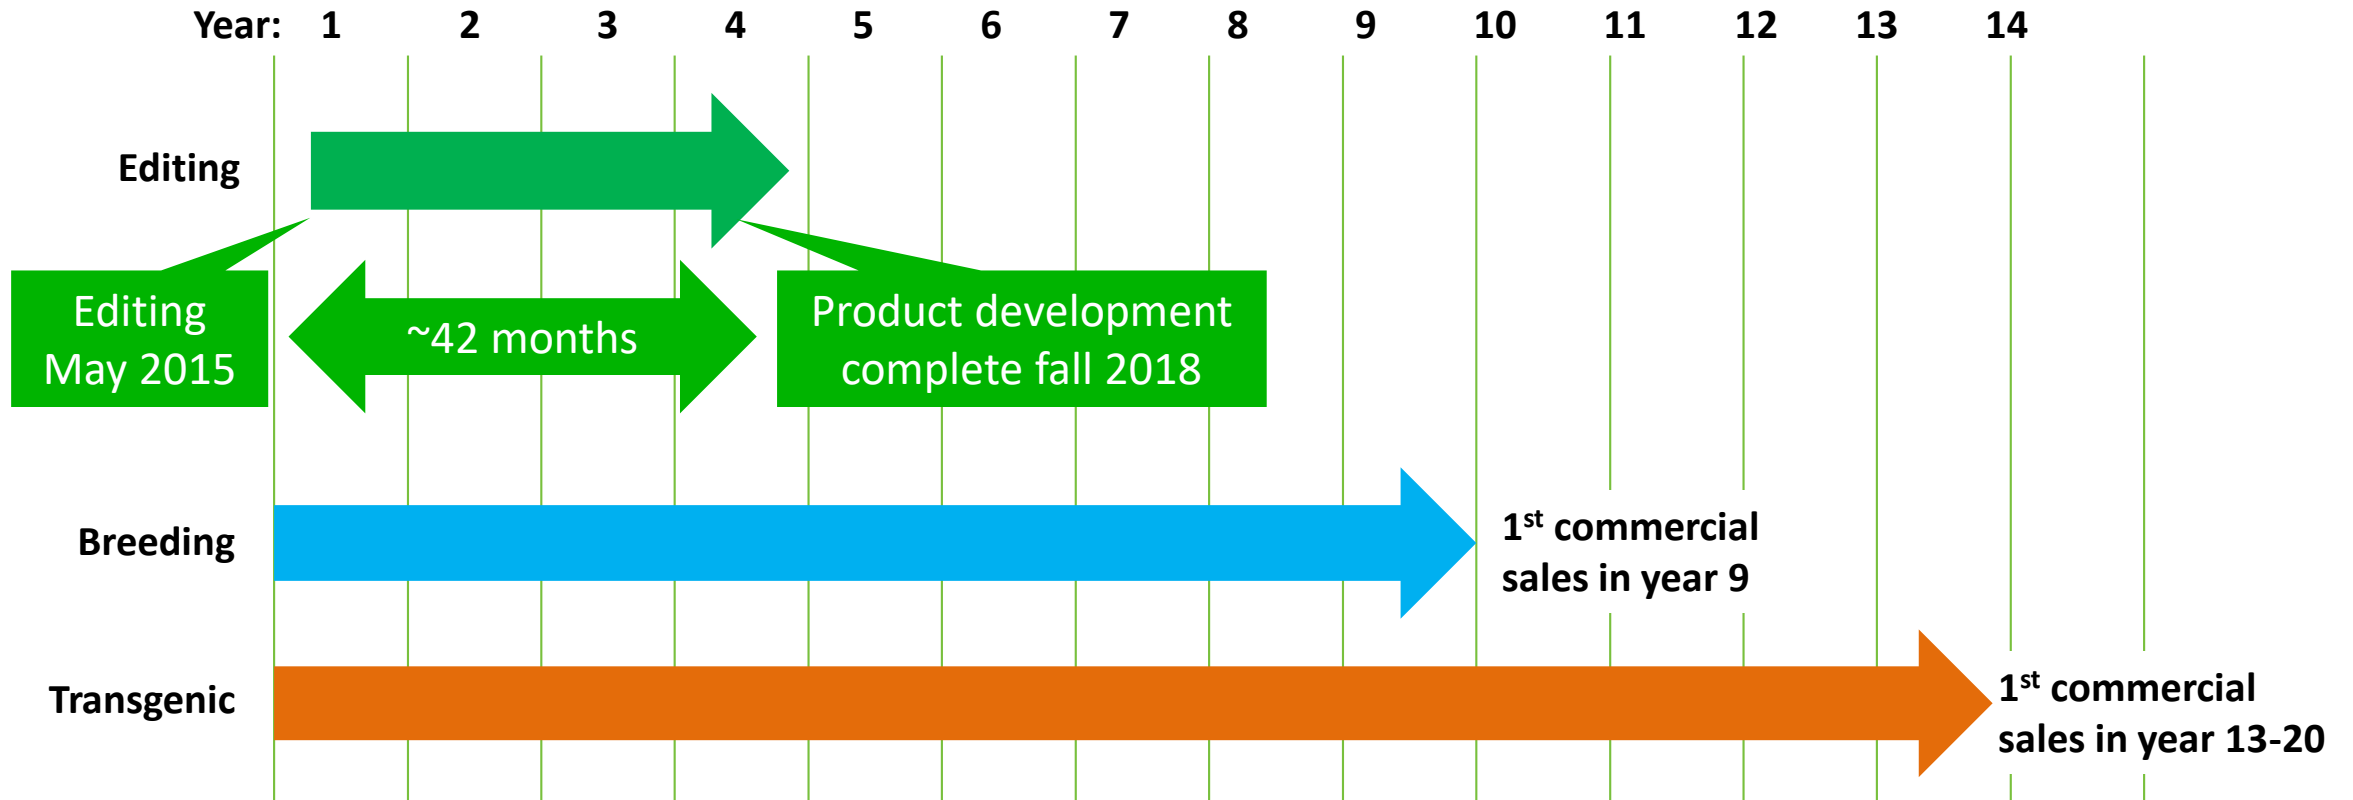 Year: 1 2 3 4 5 6 7 8 9 10 11 12 13 14
Editing
Editing
May 2015
~42 months
Product development
complete fall 2018
Breeding
1st commercial
sales in year 9
Transgenic
1st commercial
sales in year 13-20